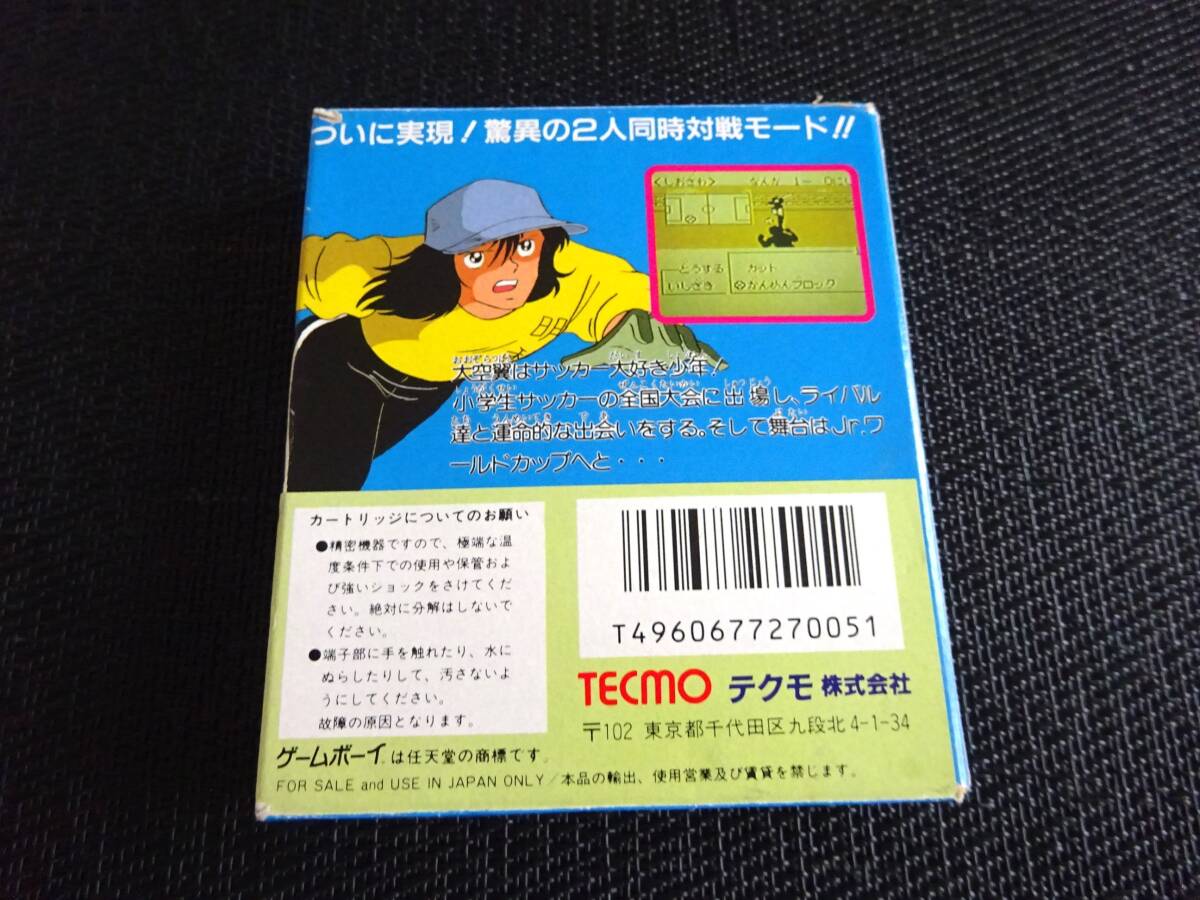 ついに実現！驚異の2人同時対戦モード!!
<しおさわ> なんか 1-
どうする
いしざき
カット
かんめんブロック
大空翼はサッカー大好き少年！
小学生サッカーの全国大会に出場し、ライバル
達と運命的な出会いをする。そして舞台はJr.ワ
ールドカップへと・・・
カートリッジについてのお願い
●精密機器ですので、極端な温
度条件下での使用や保管およ
び強いショックをさけてくだ
さい。絶対に分解はしないで
ください。
●端子部に手を触れたり、水に
ぬらしたりして、汚さないよ
うにしてください。
故障の原因となります。
T4960677270051
TECMO テクモ 株式会社
〒102 東京都千代田区九段北4-1-34
ゲームボーイは任天堂の商標です。
FOR SALE and USE IN JAPAN ONLY/本品の輸出、使用営業及び賃貸を禁じます。